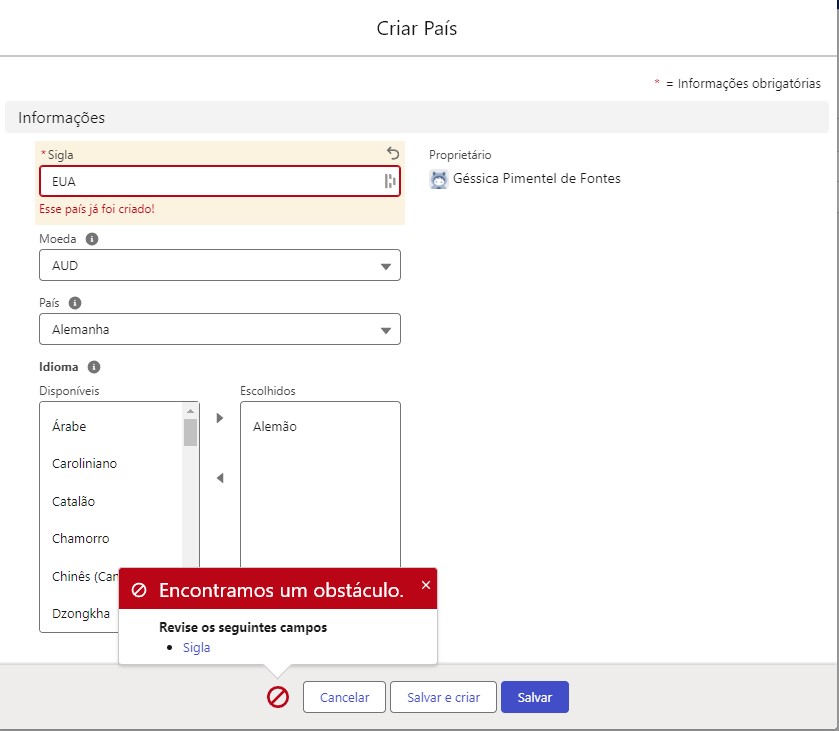 Criar País
* = Informações obrigatórias
Informações
*Sigla
EUA
Esse país já foi criado!
Proprietário
Géssica Pimentel de Fontes
Moeda
AUD
País
Alemanha
Idioma
Disponíveis
Árabe
Caroliniano
Catalão
Chamorro
Chinês (Can
Dzongkha
Escolhidos
Alemão
Encontramos um obstáculo.
Revise os seguintes campos
• Sigla
Cancelar
Salvar e criar
Salvar